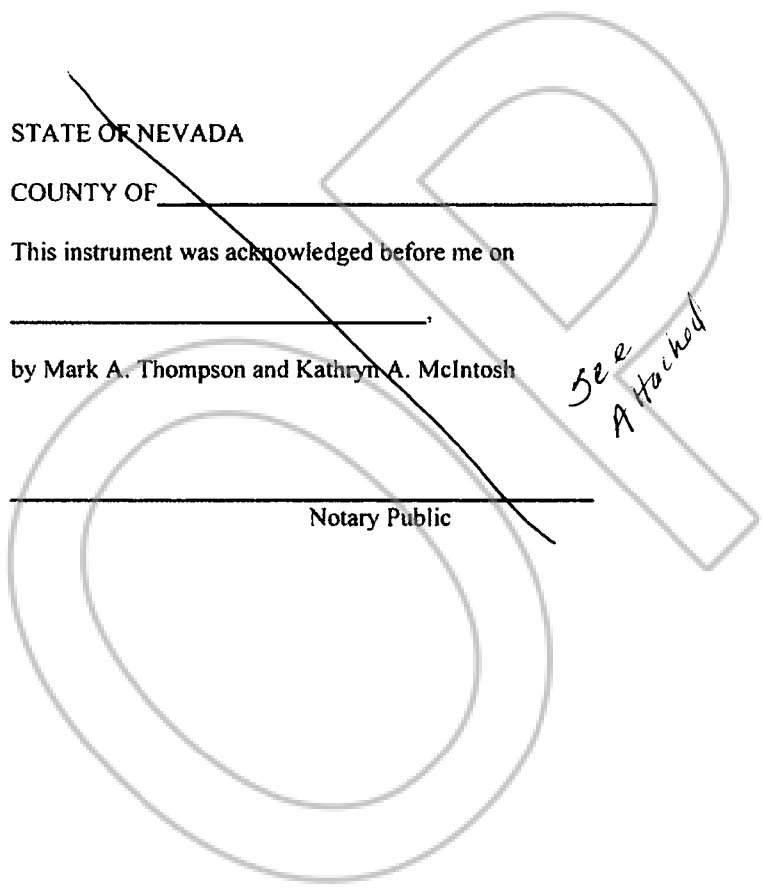 STATE OF NEVADA
COUNTY OF
This instrument was acknowledged before me on
,
by Mark A. Thompson and Kathryn A. McIntosh
See
Attached
Notary Public